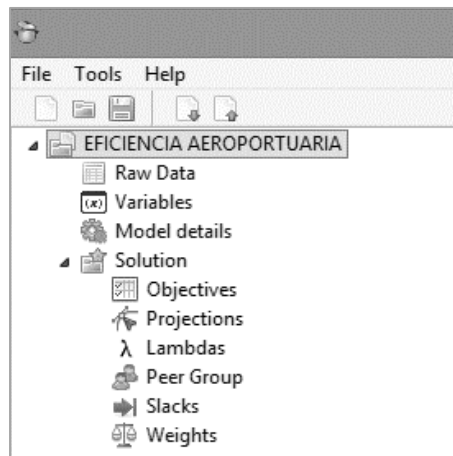 File Tools Help
EFICIENCIA AEROPORTUARIA
Raw Data
(x) Variables
Model details
Solution
Objectives
Projections
λ Lambdas
Peer Group
Slacks
Weights